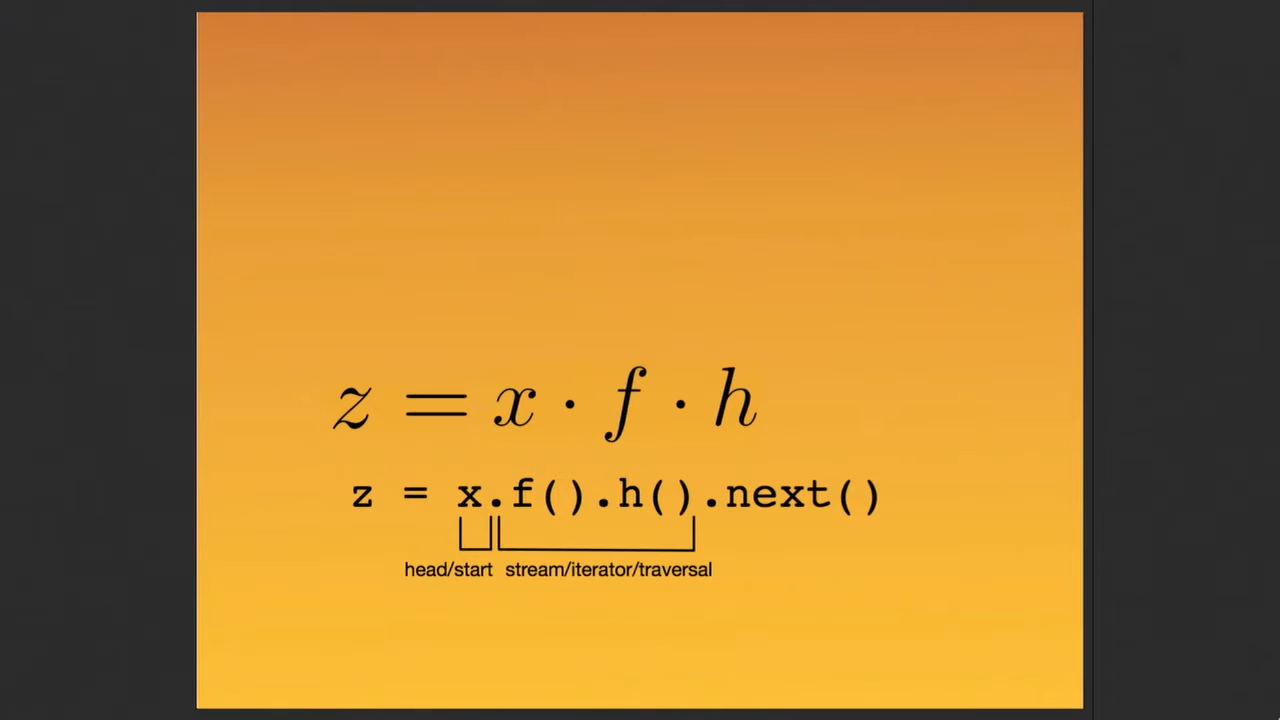 z = x · f · h
z = x.f().h().next()
head/start stream/iterator/traversal